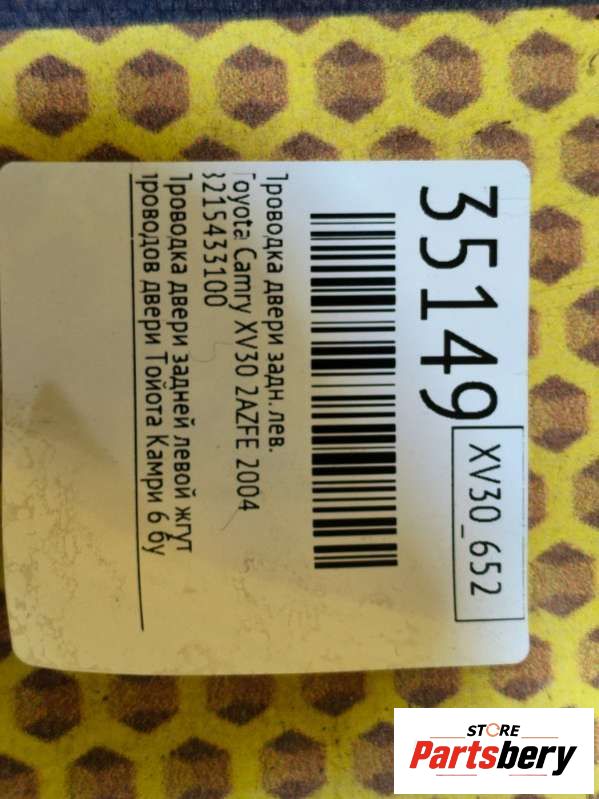 35149
XV30_652
Проводка двери задн. лев.
Toyota Camry XV30 2AZFE 2004
8215433100
Проводка двери задней левой жгут
проводов двери Тойота Камри 6 бу
STORE
Partsbery